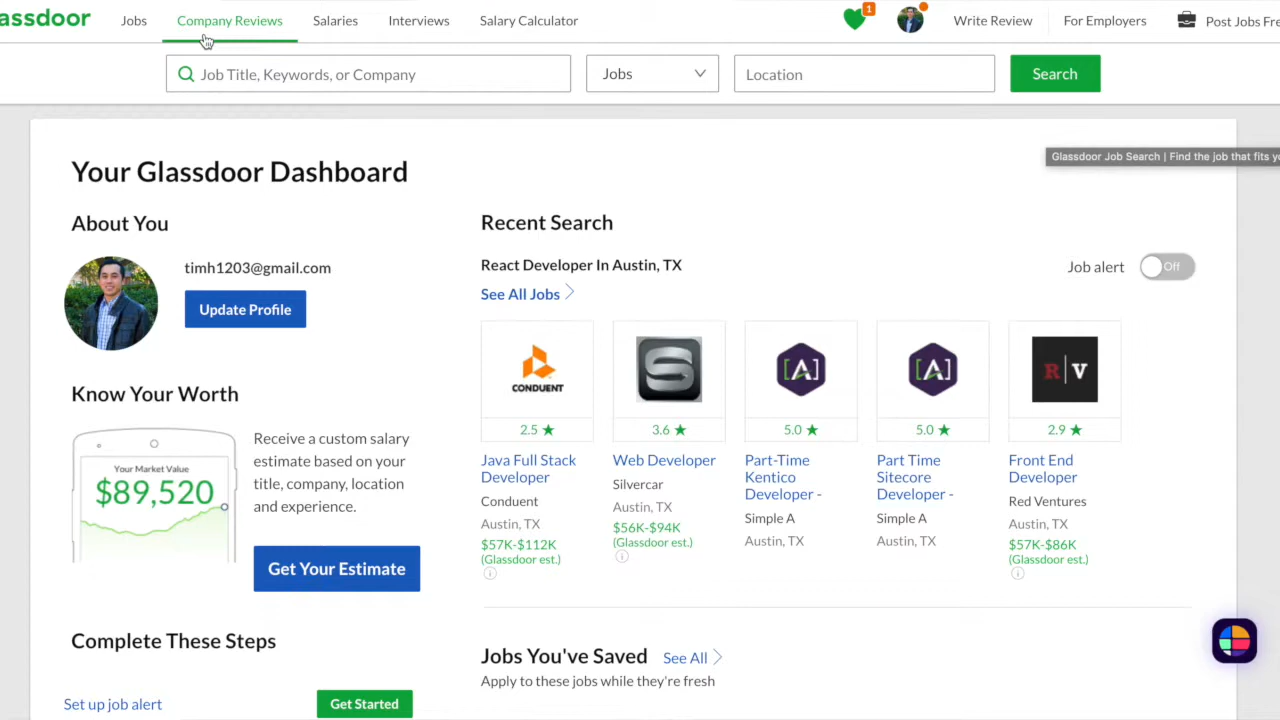 assdoor
Jobs
Company Reviews
Salaries
Interviews
Salary Calculator
1
Write Review
For Employers
Post Jobs Fre
Job Title, Keywords, or Company
Jobs
Location
Search
Glassdoor Job Search | Find the job that fits yo
Your Glassdoor Dashboard
About You
timh1203@gmail.com
Update Profile
Know Your Worth
Your Market Value
$89,520
Receive a custom salary
estimate based on your
title, company, location
and experience.
Get Your Estimate
Complete These Steps
Set up job alert
Get Started
Recent Search
React Developer In Austin, TX
Job alert
Off
See All Jobs
CONDUENT
2.5 ★
Java Full Stack
Developer
Conduent
Austin, TX
$57K-$112K
(Glassdoor est.)
S
3.6 ★
Web Developer
Silvercar
Austin, TX
$56K-$94K
(Glassdoor est.)
[A]
5.0 ★
Part-Time
Kentico
Developer -
Simple A
Austin, TX
[A]
5.0 ★
Part Time
Sitecore
Developer -
Simple A
Austin, TX
R|V
2.9 ★
Front End
Developer
Red Ventures
Austin, TX
$57K-$86K
(Glassdoor est.)
Jobs You've Saved
See All
Apply to these jobs while they're fresh